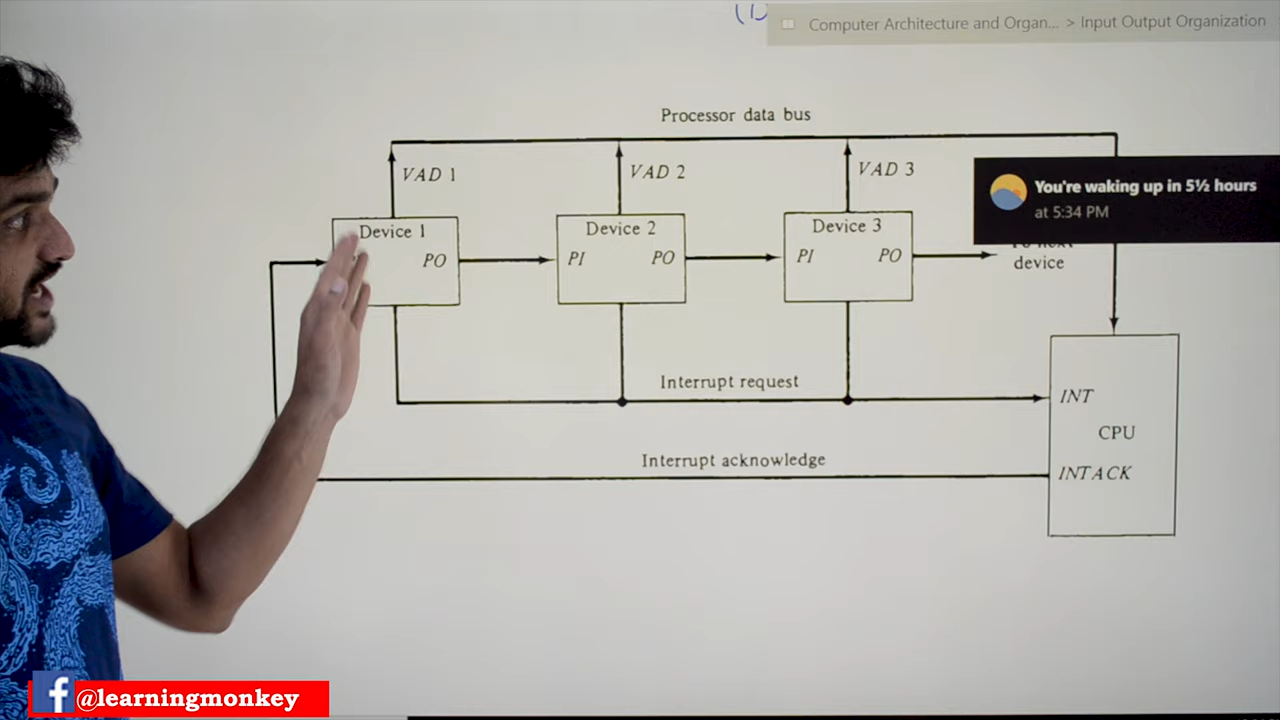 Computer Architecture and Organ... > Input Output Organization
Processor data bus
VAD 1
VAD 2
VAD 3
You're waking up in 5½ hours
at 5:34 PM
Device 1
PO
Device 2
PI
PO
Device 3
PI
PO
device
Interrupt request
INT
CPU
Interrupt acknowledge
INTACK
@learningmonkey